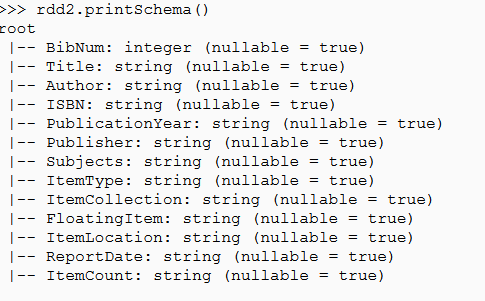 >>> rdd2.printSchema()
root
 |-- BibNum: integer (nullable = true)
 |-- Title: string (nullable = true)
 |-- Author: string (nullable = true)
 |-- ISBN: string (nullable = true)
 |-- PublicationYear: string (nullable = true)
 |-- Publisher: string (nullable = true)
 |-- Subjects: string (nullable = true)
 |-- ItemType: string (nullable = true)
 |-- ItemCollection: string (nullable = true)
 |-- FloatingItem: string (nullable = true)
 |-- ItemLocation: string (nullable = true)
 |-- ReportDate: string (nullable = true)
 |-- ItemCount: string (nullable = true)